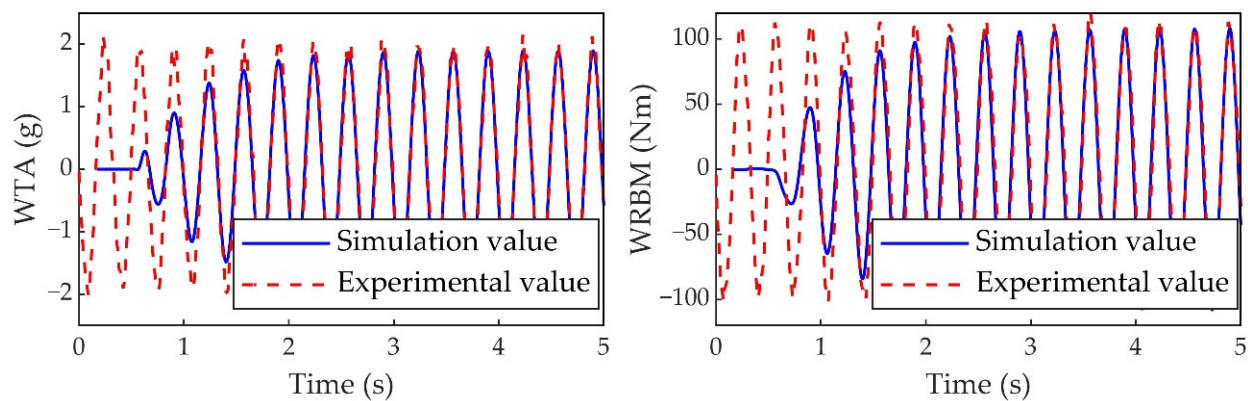 WTA (g)
2
1
0
−1
−2
Simulation value
Experimental value
0 1 2 3 4 5
Time (s)
WRBM (Nm)
100
50
0
−50
−100
Simulation value
Experimental value
0 1 2 3 4 5
Time (s)